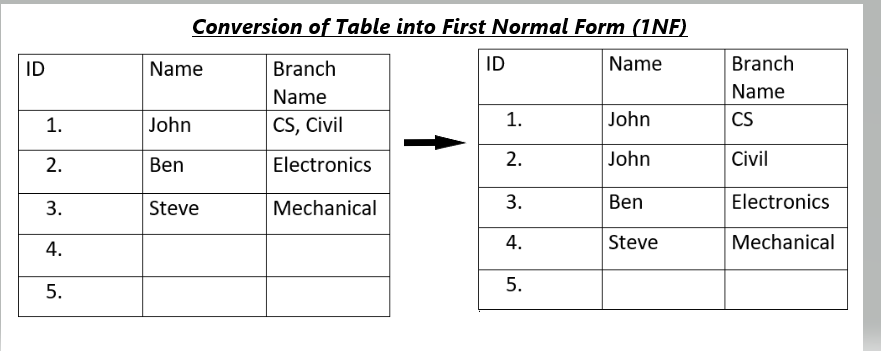 Conversion of Table into First Normal Form (1NF)
ID Name Branch
Name
1. John CS, Civil
2. Ben Electronics
3. Steve Mechanical
4.
5.
ID Name Branch
Name
1. John CS
2. John Civil
3. Ben Electronics
4. Steve Mechanical
5.